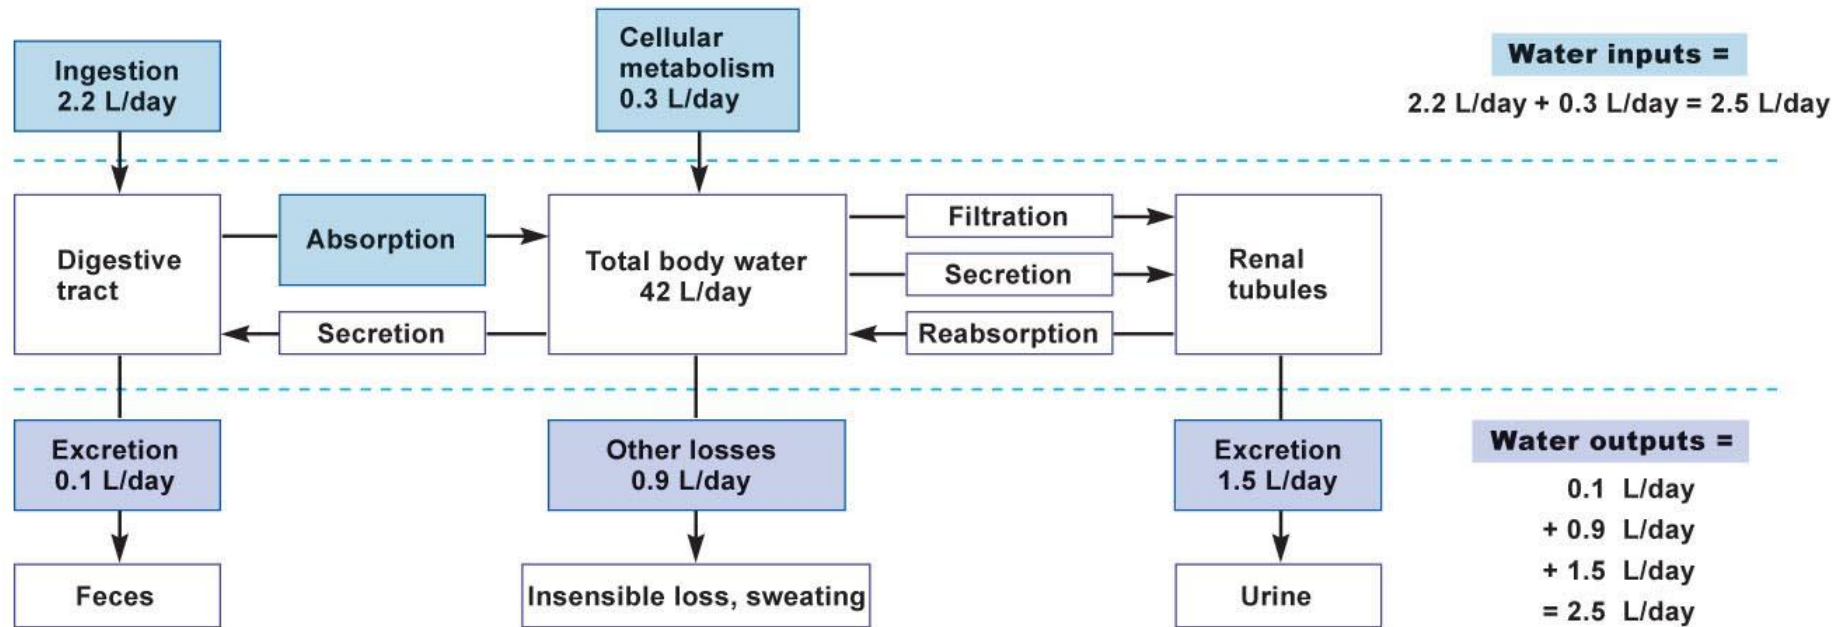 Ingestion
2.2 L/day
Cellular
metabolism
0.3 L/day
Water inputs =
2.2 L/day + 0.3 L/day = 2.5 L/day
Digestive
tract
Absorption
Secretion
Total body water
42 L/day
Filtration
Secretion
Reabsorption
Renal
tubules
Excretion
0.1 L/day
Other losses
0.9 L/day
Excretion
1.5 L/day
Water outputs =
0.1 L/day
+ 0.9 L/day
+ 1.5 L/day
= 2.5 L/day
Feces
Insensible loss, sweating
Urine